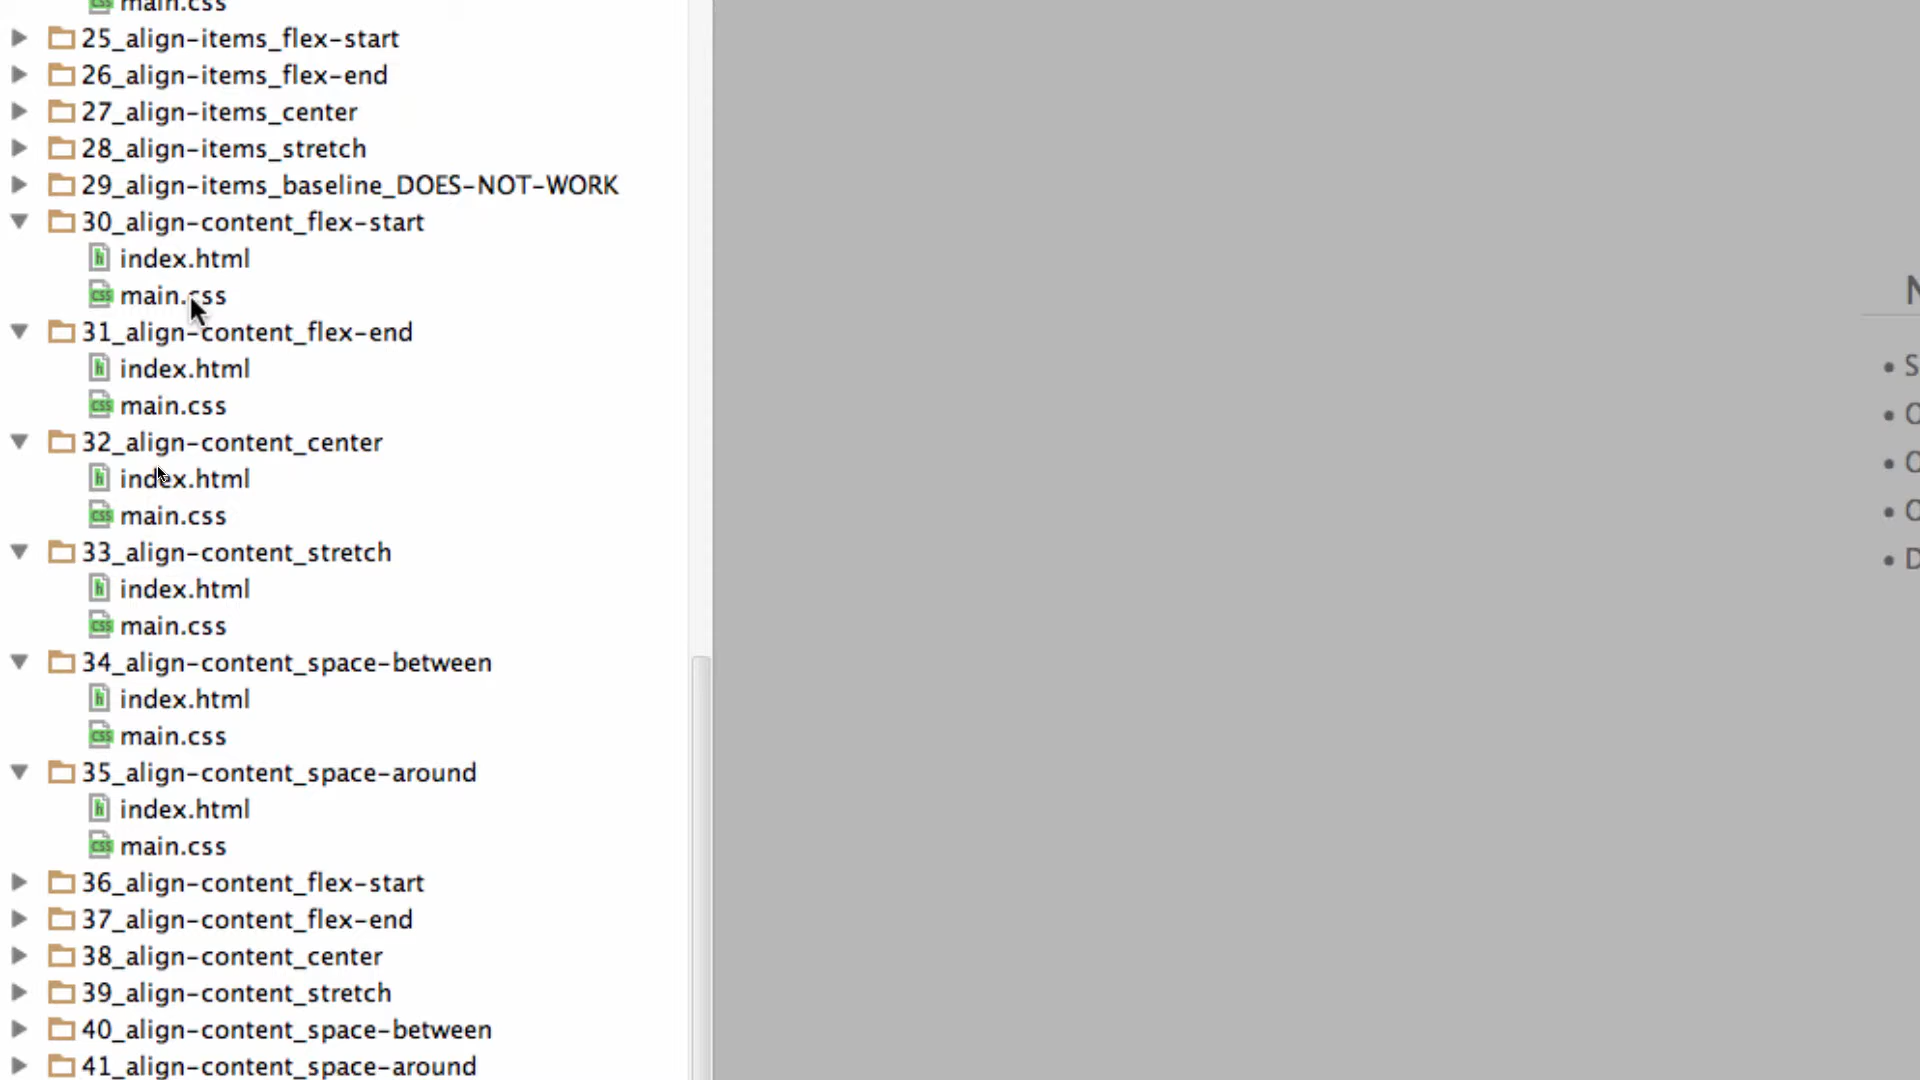 main.css
25_align-items_flex-start
26_align-items_flex-end
27_align-items_center
28_align-items_stretch
29_align-items_baseline_DOES-NOT-WORK
30_align-content_flex-start
index.html
main.css
31_align-content_flex-end
index.html
main.css
32_align-content_center
index.html
main.css
33_align-content_stretch
index.html
main.css
34_align-content_space-between
index.html
main.css
35_align-content_space-around
index.html
main.css
36_align-content_flex-start
37_align-content_flex-end
38_align-content_center
39_align-content_stretch
40_align-content_space-between
41_align-content_space-around